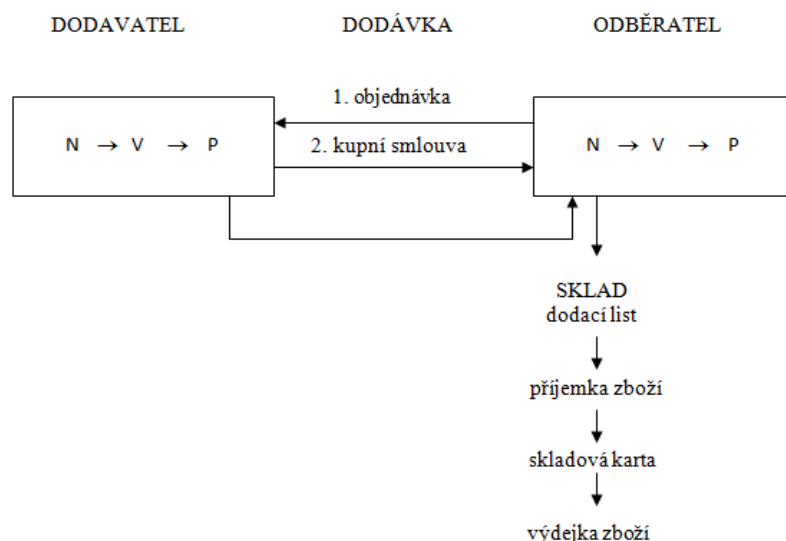 DODAVATEL DODÁVKA ODBĚRATEL
1. objednávka
N → V → P 2. kupní smlouva N → V → P
SKLAD
dodací list
příjemka zboží
skladová karta
výdejka zboží